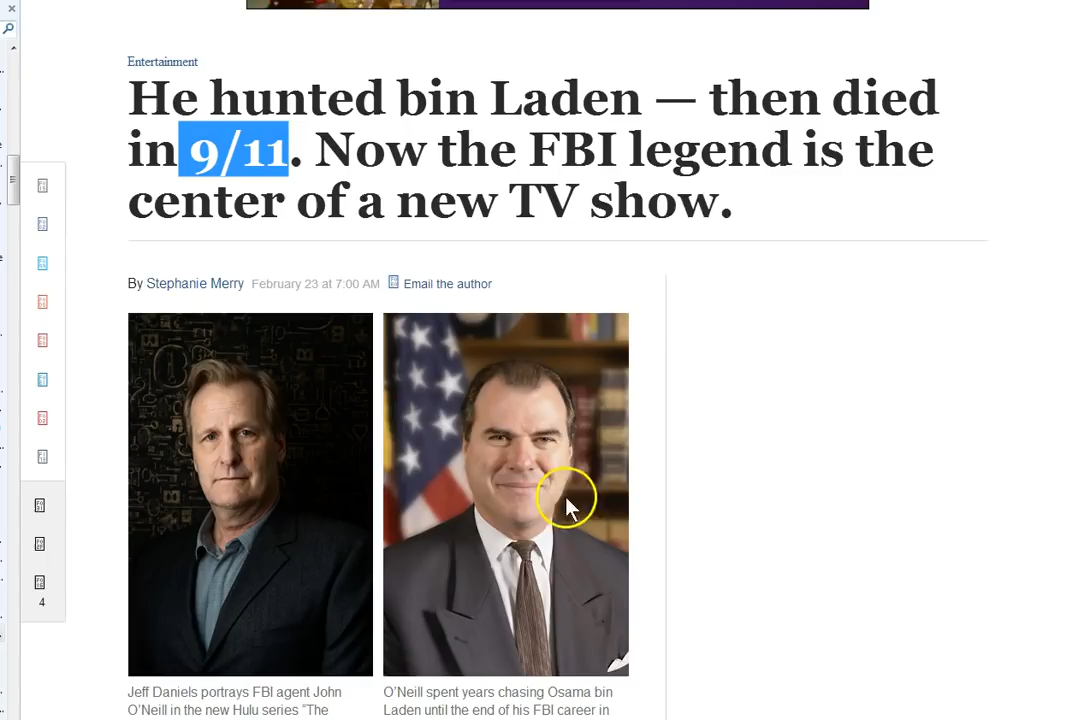 Entertainment
He hunted bin Laden — then died
in 9/11. Now the FBI legend is the
center of a new TV show.
By Stephanie Merry February 23 at 7:00 AM Email the author
4
Jeff Daniels portrays FBI agent John
O’Neill in the new Hulu series “The
O’Neill spent years chasing Osama bin
Laden until the end of his FBI career in